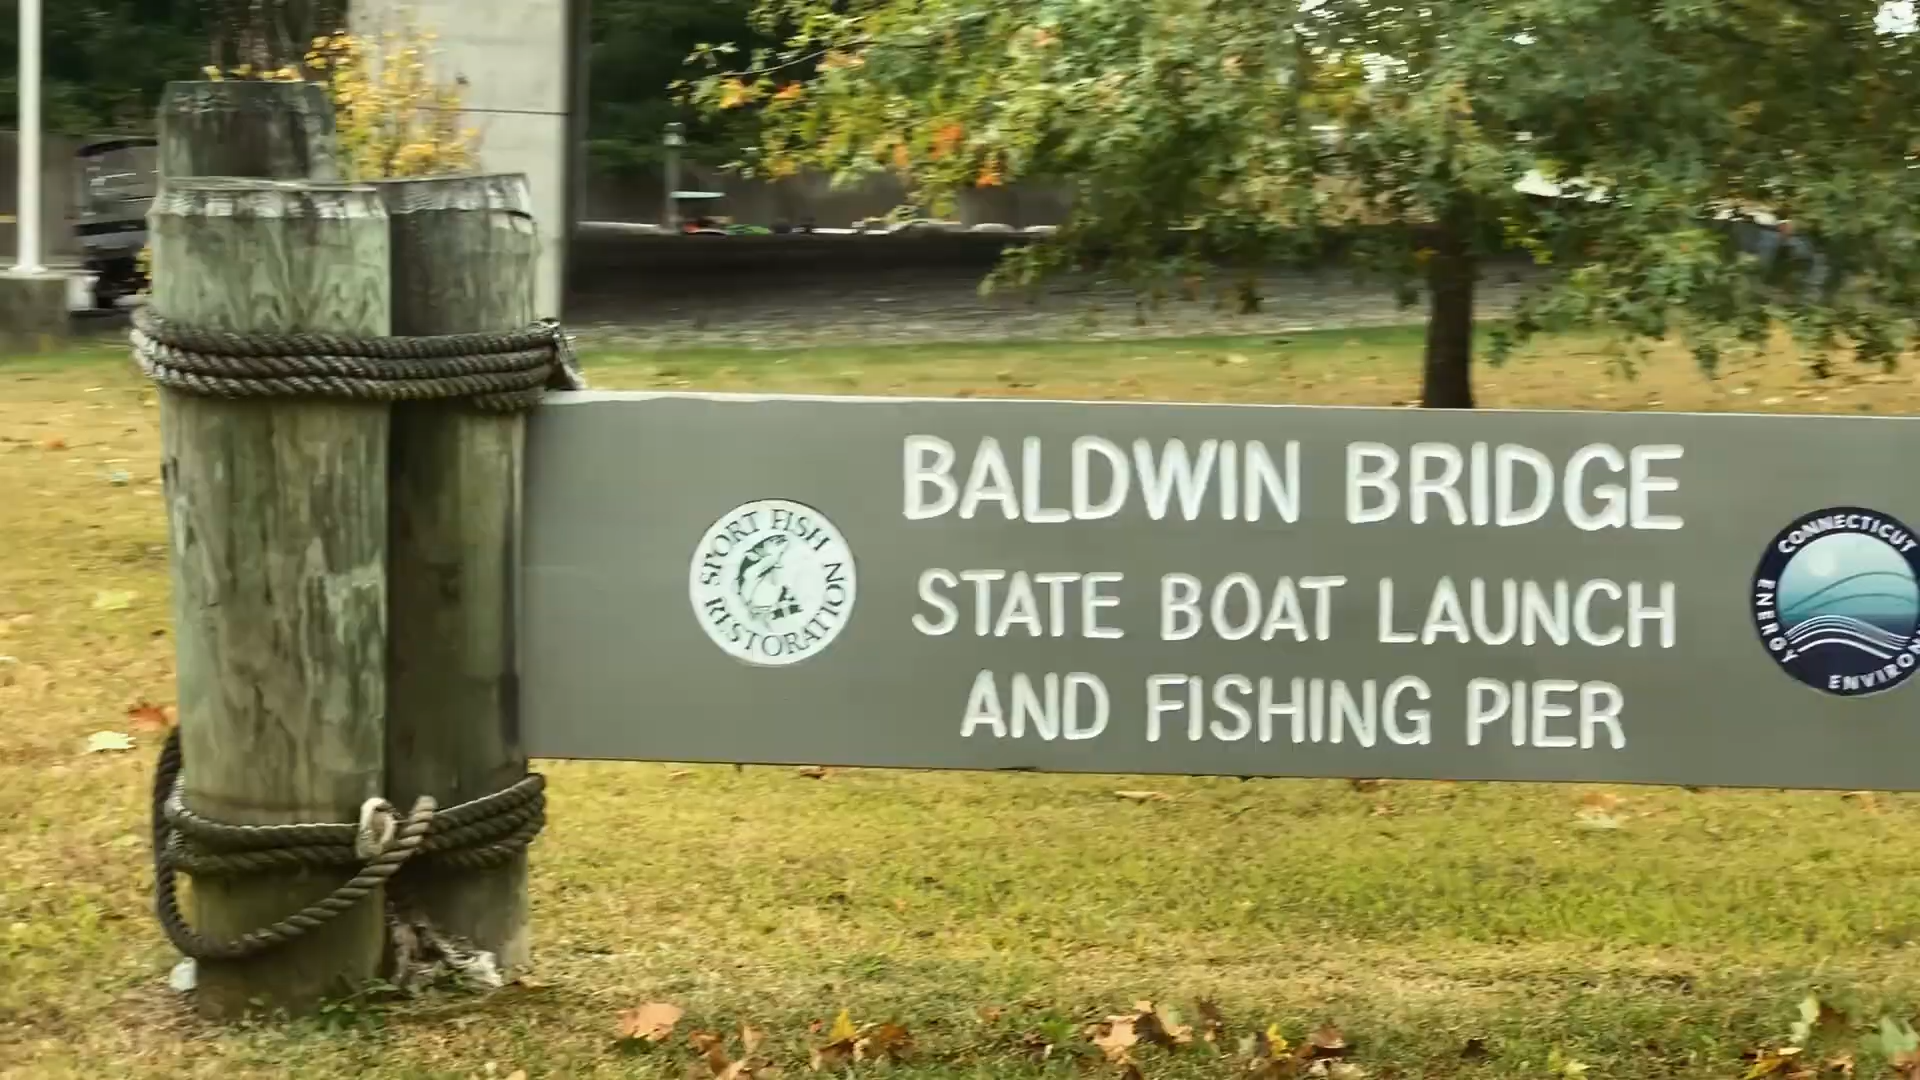 BALDWIN BRIDGE
STATE BOAT LAUNCH
AND FISHING PIER
SPORT FISH
RESTORATION
CONNECTICUT
ENERGY
ENVIRON